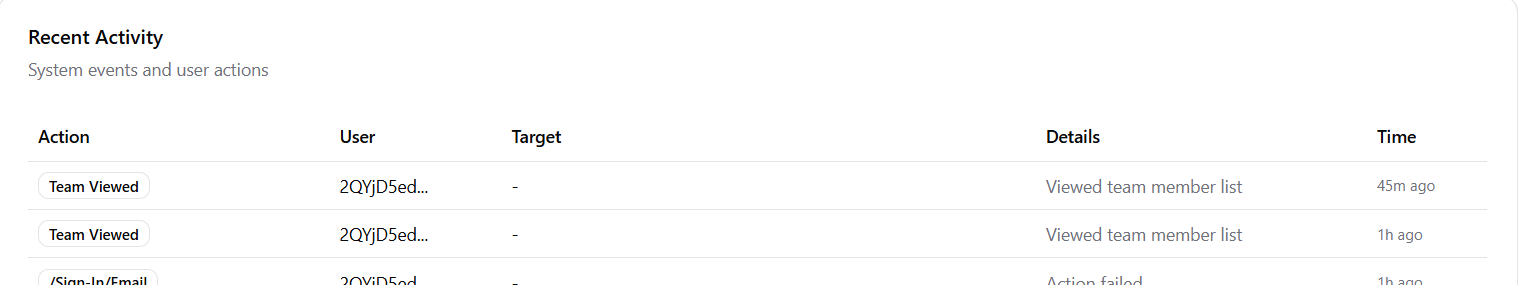 Recent Activity
System events and user actions
Action User Target Details Time
Team Viewed 2QYjD5ed... - Viewed team member list 45m ago
Team Viewed 2QYjD5ed... - Viewed team member list 1h ago
/Sign-In/Email 2QYjD5ed... - Action failed 1h ago